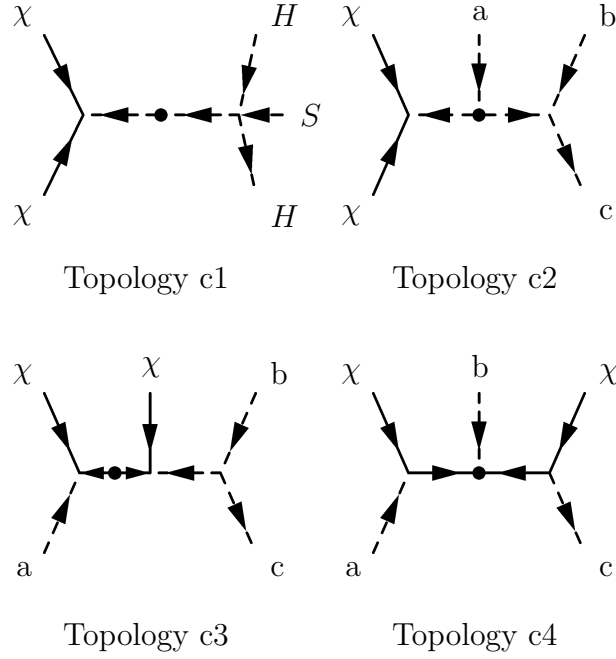 χ H χ a b
S
χ H χ c
Topology c1 Topology c2
χ χ b χ b χ
a c a c
Topology c3 Topology c4